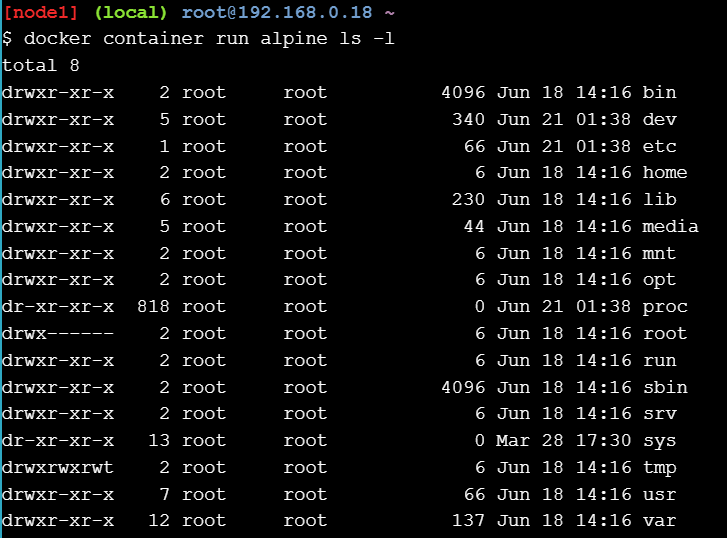 [node1] (local) root@192.168.0.18 ~
$ docker container run alpine ls -l
total 8
drwxr-xr-x    2 root     root          4096 Jun 18 14:16 bin
drwxr-xr-x    5 root     root           340 Jun 21 01:38 dev
drwxr-xr-x    1 root     root            66 Jun 21 01:38 etc
drwxr-xr-x    2 root     root             6 Jun 18 14:16 home
drwxr-xr-x    6 root     root           230 Jun 18 14:16 lib
drwxr-xr-x    5 root     root            44 Jun 18 14:16 media
drwxr-xr-x    2 root     root             6 Jun 18 14:16 mnt
drwxr-xr-x    2 root     root             6 Jun 18 14:16 opt
dr-xr-xr-x  818 root     root             0 Jun 21 01:38 proc
drwx------    2 root     root             6 Jun 18 14:16 root
drwxr-xr-x    2 root     root             6 Jun 18 14:16 run
drwxr-xr-x    2 root     root          4096 Jun 18 14:16 sbin
drwxr-xr-x    2 root     root             6 Jun 18 14:16 srv
dr-xr-xr-x   13 root     root             0 Mar 28 17:30 sys
drwxrwxrwt    2 root     root             6 Jun 18 14:16 tmp
drwxr-xr-x    7 root     root            66 Jun 18 14:16 usr
drwxr-xr-x   12 root     root           137 Jun 18 14:16 var